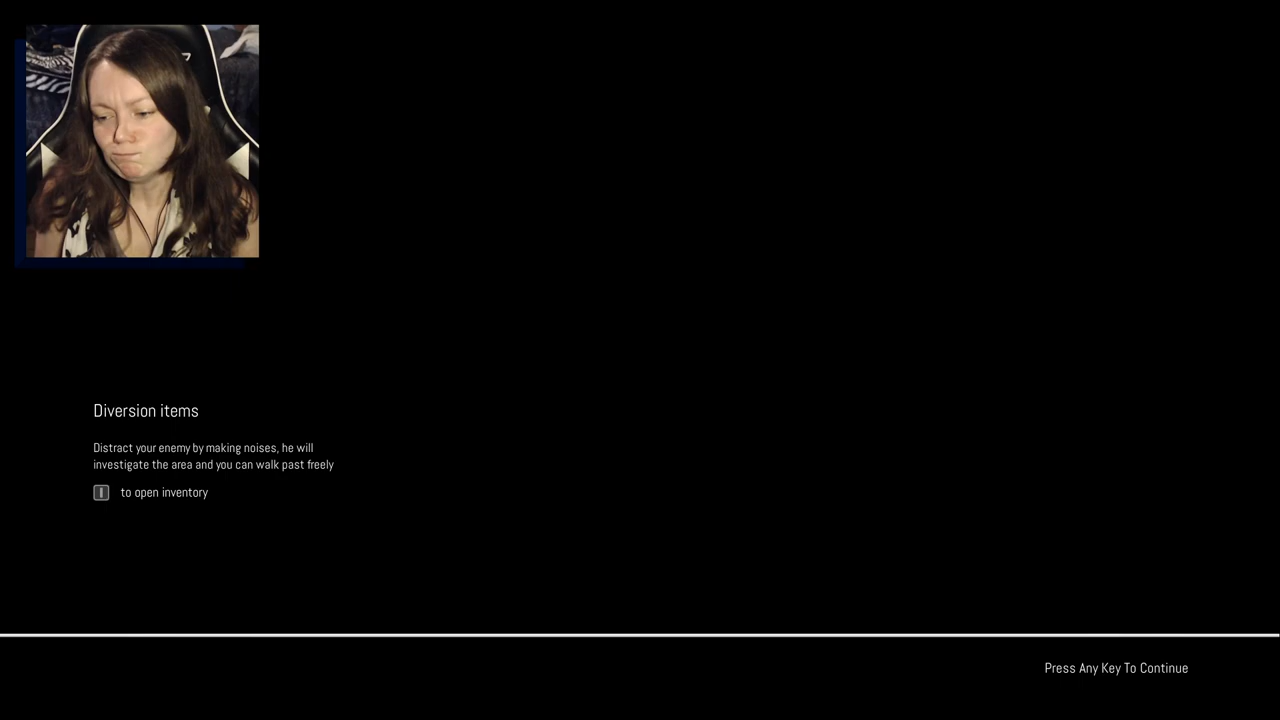 Diversion items
Distract your enemy by making noises, he will
investigate the area and you can walk past freely
I to open inventory
Press Any Key To Continue